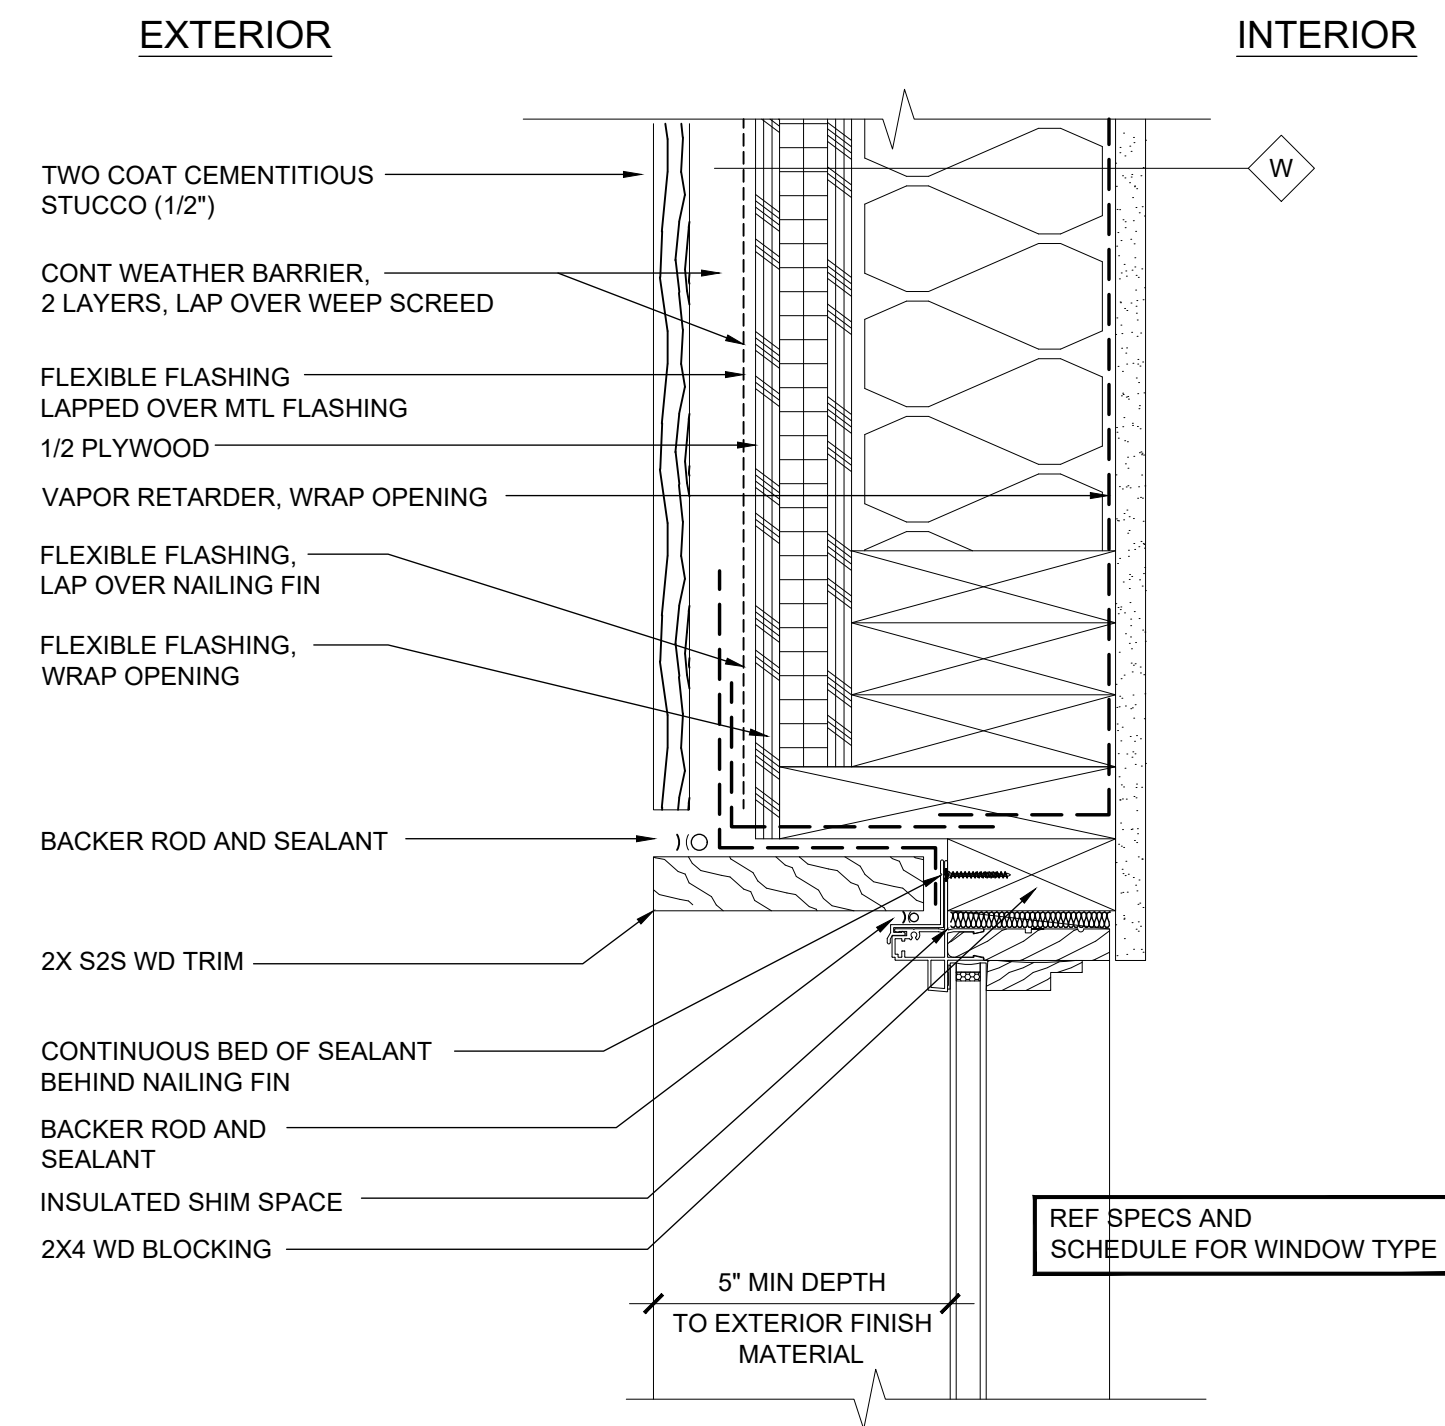 EXTERIOR
INTERIOR
TWO COAT CEMENTITIOUS
STUCCO (1/2")
W
CONT WEATHER BARRIER,
2 LAYERS, LAP OVER WEEP SCREED
FLEXIBLE FLASHING
LAPPED OVER MTL FLASHING
1/2 PLYWOOD
VAPOR RETARDER, WRAP OPENING
FLEXIBLE FLASHING,
LAP OVER NAILING FIN
FLEXIBLE FLASHING,
WRAP OPENING
BACKER ROD AND SEALANT
2X S2S WD TRIM
CONTINUOUS BED OF SEALANT
BEHIND NAILING FIN
BACKER ROD AND
SEALANT
INSULATED SHIM SPACE
2X4 WD BLOCKING
REF SPECS AND
SCHEDULE FOR WINDOW TYPE
5" MIN DEPTH
TO EXTERIOR FINISH
MATERIAL